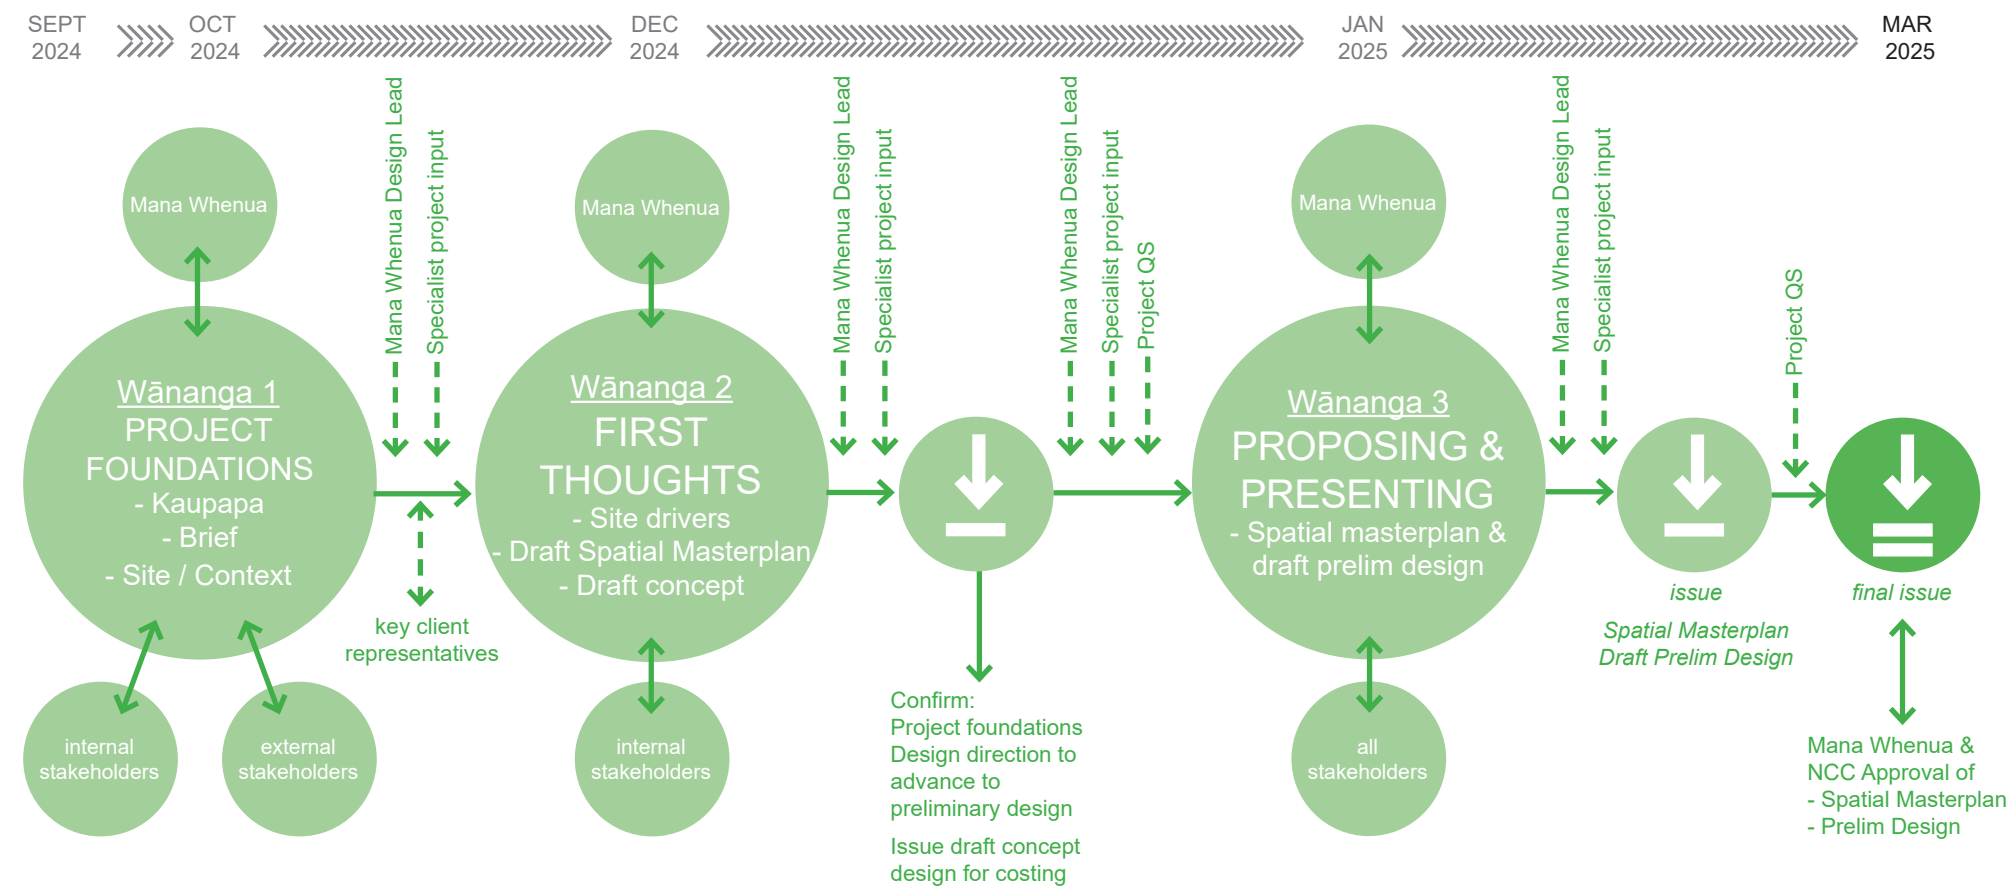 SEPT
2024
OCT
2024
DEC
2024
JAN
2025
MAR
2025
Mana Whenua
Wānanga 1
PROJECT
FOUNDATIONS
- Kaupapa
- Brief
- Site / Context
internal
stakeholders
external
stakeholders
Mana Whenua Design Lead
Specialist project input
key client
representatives
Mana Whenua
Wānanga 2
FIRST
THOUGHTS
- Site drivers
- Draft Spatial Masterplan
- Draft concept
internal
stakeholders
Mana Whenua Design Lead
Specialist project input
Confirm:
Project foundations
Design direction to
advance to
preliminary design
Issue draft concept
design for costing
Mana Whenua Design Lead
Specialist project input
Project QS
Mana Whenua
Wānanga 3
PROPOSING &
PRESENTING
- Spatial masterplan &
draft prelim design
all
stakeholders
Mana Whenua Design Lead
Specialist project input
issue
Spatial Masterplan
Draft Prelim Design
Project QS
final issue
Mana Whenua &
NCC Approval of
- Spatial Masterplan
- Prelim Design